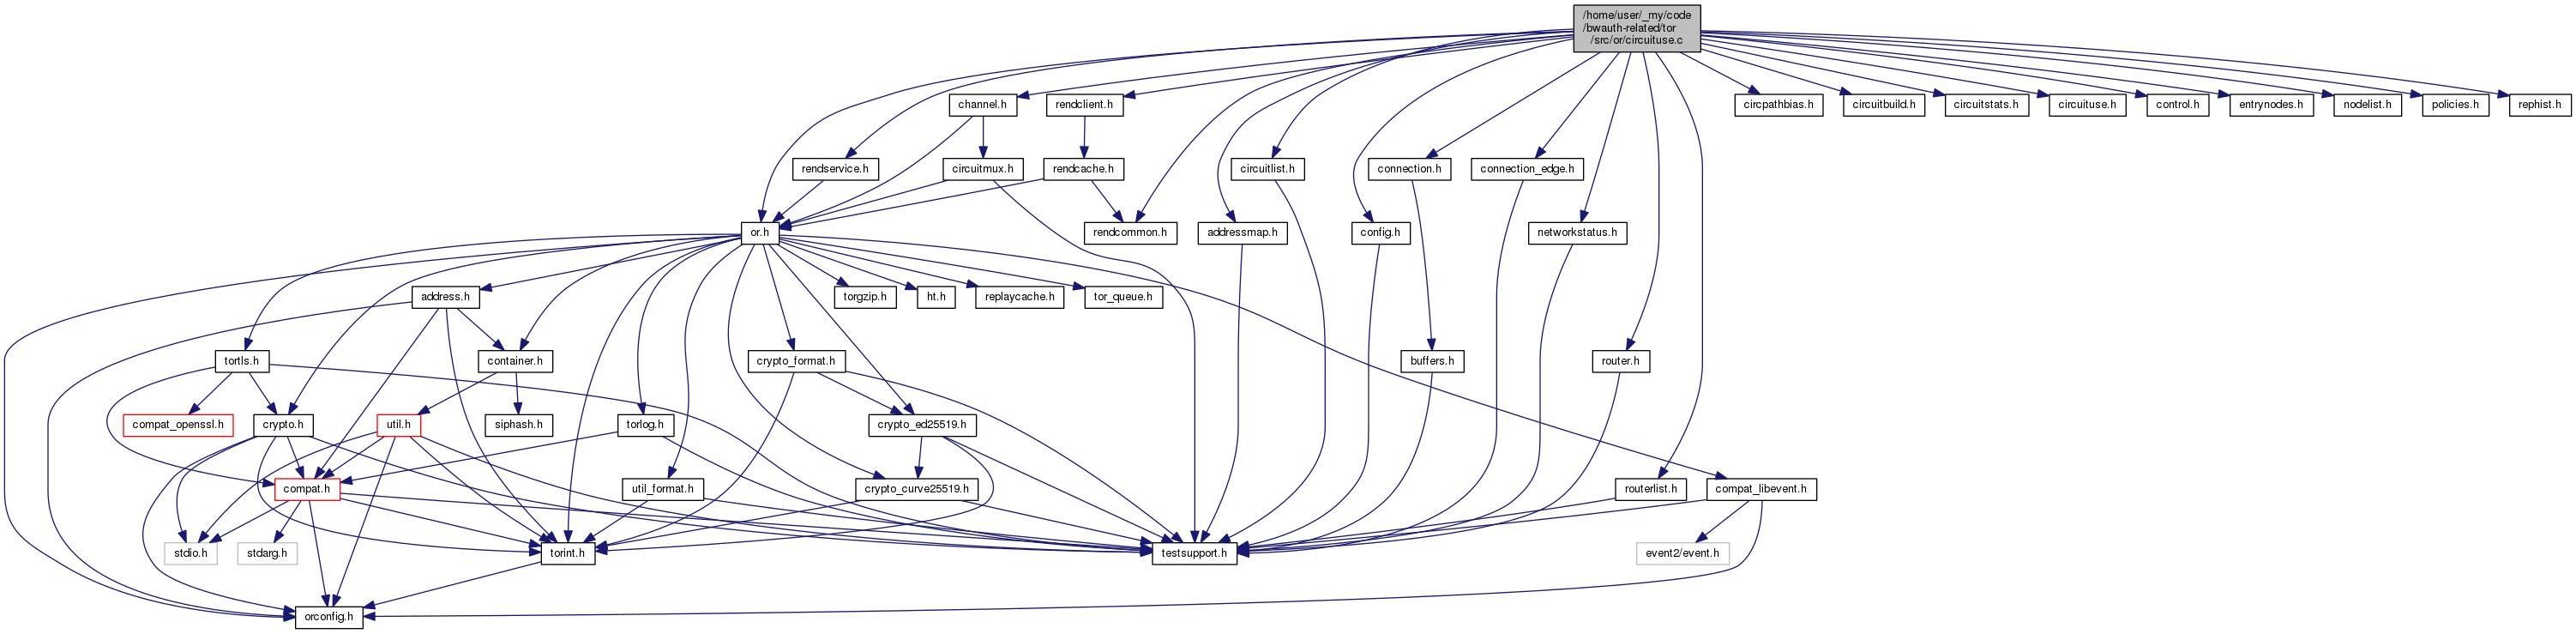 /home/user/_my/code
/bwauth-related/tor
/src/or/circuituse.c
channel.h
rendclient.h
circpathbias.h
circuitbuild.h
circuitstats.h
circuituse.h
control.h
entrynodes.h
nodelist.h
policies.h
rephist.h
rendservice.h
circuitmux.h
rendcache.h
circuitlist.h
connection.h
connection_edge.h
or.h
rendcommon.h
addressmap.h
config.h
networkstatus.h
address.h
torgzip.h
ht.h
replaycache.h
tor_queue.h
tortls.h
container.h
crypto_format.h
buffers.h
router.h
compat_openssl.h
crypto.h
util.h
siphash.h
torlog.h
crypto_ed25519.h
compat.h
util_format.h
crypto_curve25519.h
routerlist.h
compat_libevent.h
stdio.h
stdarg.h
torint.h
testsupport.h
event2/event.h
orconfig.h